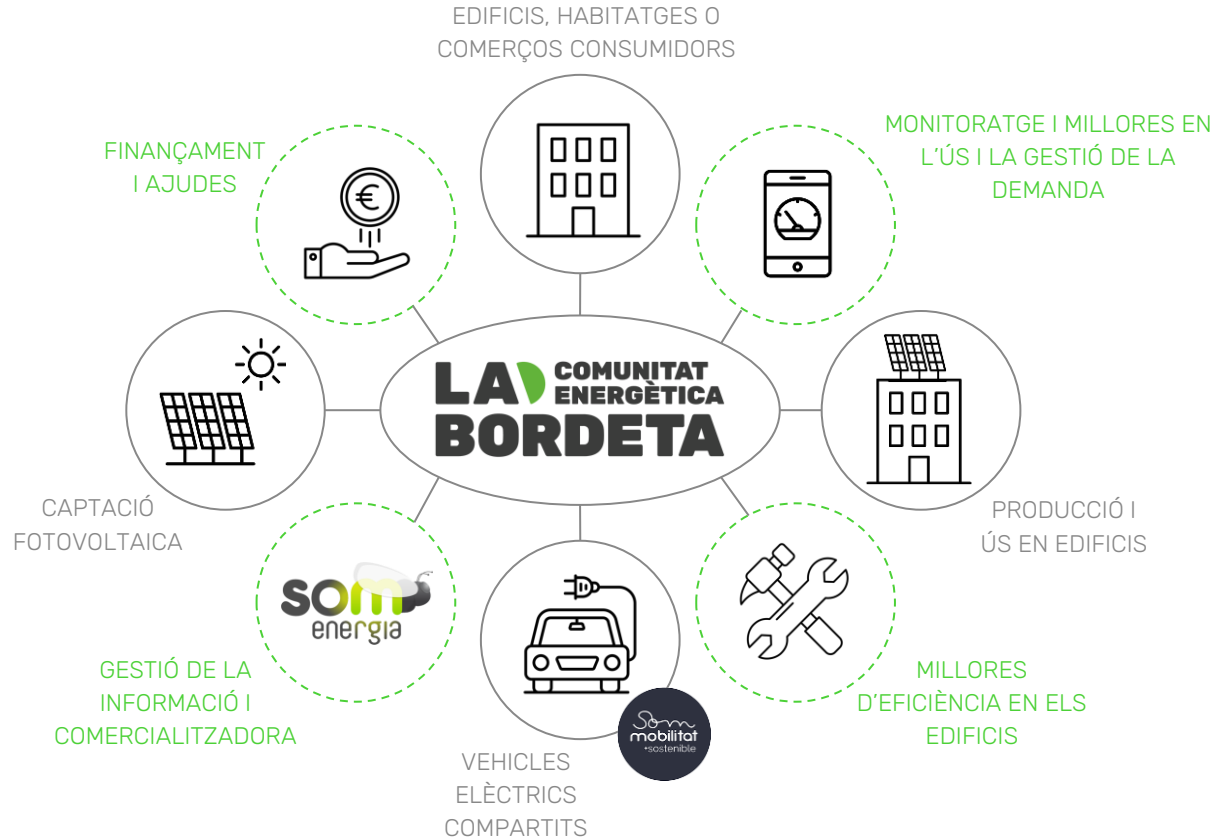 EDIFICIS, HABITATGES O
COMERÇOS CONSUMIDORS
FINANÇAMENT
I AJUDES
€
MONITORATGE I MILLORES EN
L'ÚS I LA GESTIÓ DE LA
DEMANDA
LA COMUNITAT
ENERGÈTICA
BORDETA
CAPTACIÓ
FOTOVOLTAICA
PRODUCCIÓ I
ÚS EN EDIFICIS
som
energia
GESTIÓ DE LA
INFORMACIÓ I
COMERCIALITZADORA
Som
mobilitat
+sostenible
VEHICLES
ELÈCTRICS
COMPARTITS
MILLORES
D'EFICIÈNCIA EN ELS
EDIFICIS